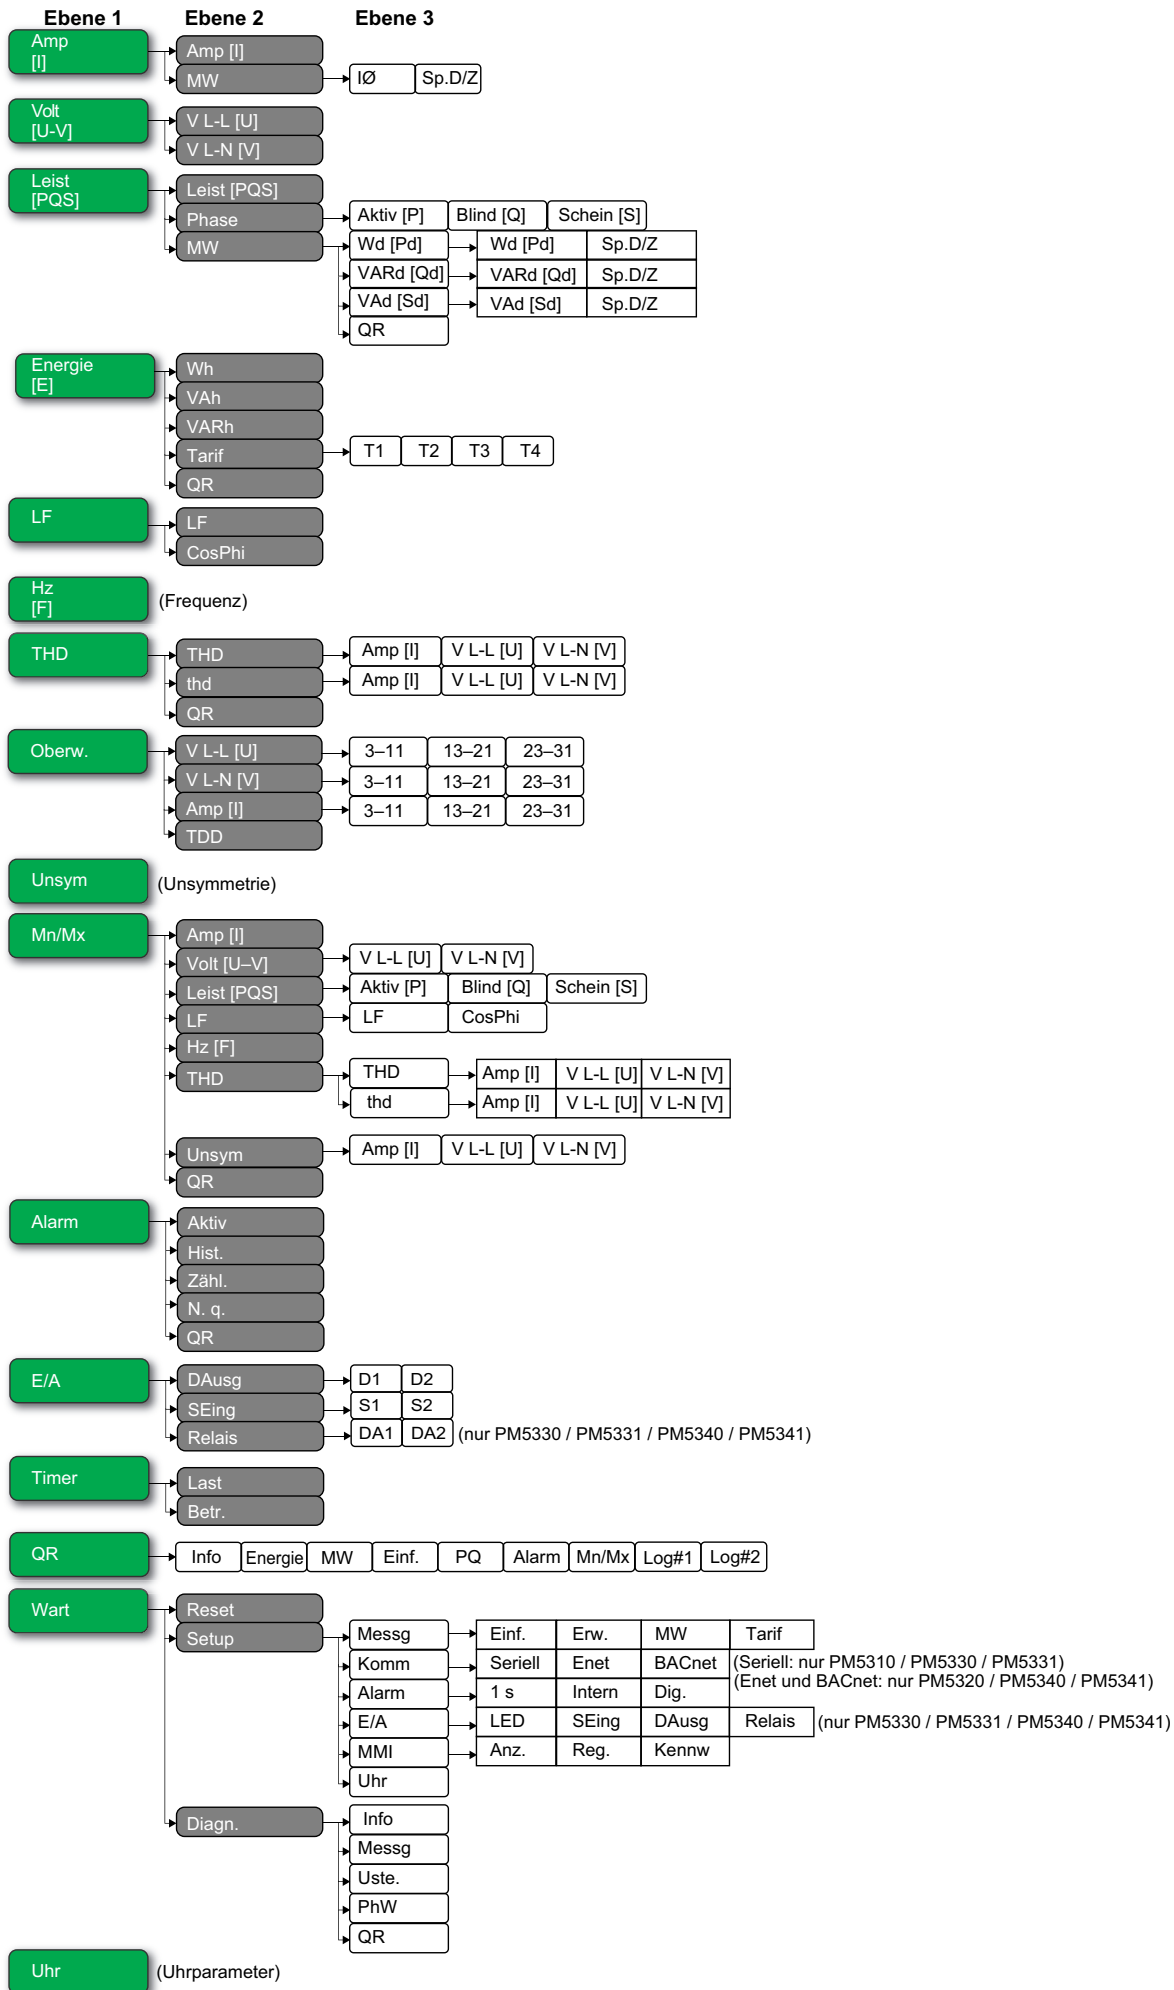 Ebene 1 Ebene 2 Ebene 3
Amp [I]
Amp [I]
MW IØ Sp.D/Z
Volt [U-V]
V L-L [U]
V L-N [V]
Leist [PQS]
Leist [PQS]
Phase Aktiv [P] Blind [Q] Schein [S]
MW Wd [Pd] Wd [Pd] Sp.D/Z
VARd [Qd] VARd [Qd] Sp.D/Z
VAd [Sd] VAd [Sd] Sp.D/Z
QR
Energie [E]
Wh
VAh
VARh
Tarif T1 T2 T3 T4
QR
LF LF
CosPhi
Hz [F] (Frequenz)
THD THD Amp [I] V L-L [U] V L-N [V]
thd Amp [I] V L-L [U] V L-N [V]
QR
Oberw. V L-L [U] 3–11 13–21 23–31
V L-N [V] 3–11 13–21 23–31
Amp [I] 3–11 13–21 23–31
TDD
Unsym (Unsymmetrie)
Mn/Mx Amp [I]
Volt [U–V] V L-L [U] V L-N [V]
Leist [PQS] Aktiv [P] Blind [Q] Schein [S]
LF LF CosPhi
Hz [F]
THD THD Amp [I] V L-L [U] V L-N [V]
thd Amp [I] V L-L [U] V L-N [V]
Unsym Amp [I] V L-L [U] V L-N [V]
QR
Alarm Aktiv
Hist.
Zähl.
N. q.
QR
E/A DAusg D1 D2
SEing S1 S2
Relais DA1 DA2 (nur PM5330 / PM5331 / PM5340 / PM5341)
Timer Last
Betr.
QR Info Energie MW Einf. PQ Alarm Mn/Mx Log#1 Log#2
Wart Reset
Setup Messg Einf. Erw. MW Tarif
Komm Seriell Enet BACnet (Seriell: nur PM5310 / PM5330 / PM5331)
(Enet und BACnet: nur PM5320 / PM5340 / PM5341)
Alarm 1 s Intern Dig.
E/A LED SEing DAusg Relais (nur PM5330 / PM5331 / PM5340 / PM5341)
MMI Anz. Reg. Kennw
Uhr
Diagn. Info
Messg
Uste.
PhW
QR
Uhr (Uhrparameter)